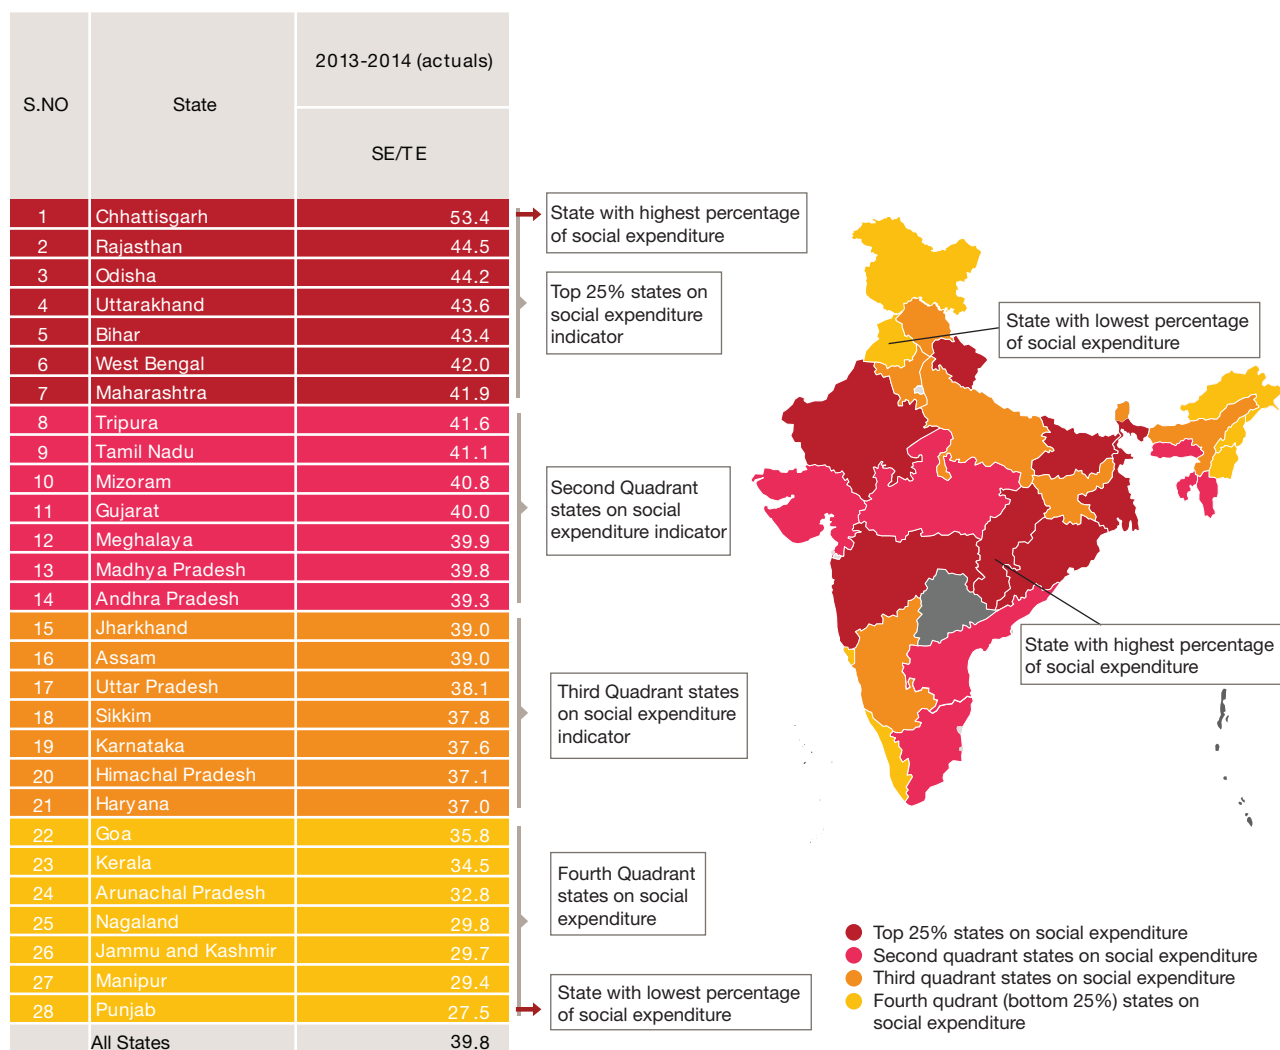 S.NO State 2013-2014 (actuals)
SE/TE
1 Chhattisgarh 53.4
2 Rajasthan 44.5
3 Odisha 44.2
4 Uttarakhand 43.6
5 Bihar 43.4
6 West Bengal 42.0
7 Maharashtra 41.9
8 Tripura 41.6
9 Tamil Nadu 41.1
10 Mizoram 40.8
11 Gujarat 40.0
12 Meghalaya 39.9
13 Madhya Pradesh 39.8
14 Andhra Pradesh 39.3
15 Jharkhand 39.0
16 Assam 39.0
17 Uttar Pradesh 38.1
18 Sikkim 37.8
19 Karnataka 37.6
20 Himachal Pradesh 37.1
21 Haryana 37.0
22 Goa 35.8
23 Kerala 34.5
24 Arunachal Pradesh 32.8
25 Nagaland 29.8
26 Jammu and Kashmir 29.7
27 Manipur 29.4
28 Punjab 27.5
All States 39.8
State with highest percentage
of social expenditure
Top 25% states on
social expenditure
indicator
Second Quadrant
states on social
expenditure indicator
Third Quadrant states
on social expenditure
indicator
Fourth Quadrant
states on social
expenditure
State with lowest percentage
of social expenditure
State with lowest percentage
of social expenditure
State with highest percentage
of social expenditure
Top 25% states on social expenditure
Second quadrant states on social expenditure
Third quadrant states on social expenditure
Fourth qudrant (bottom 25%) states on
social expenditure